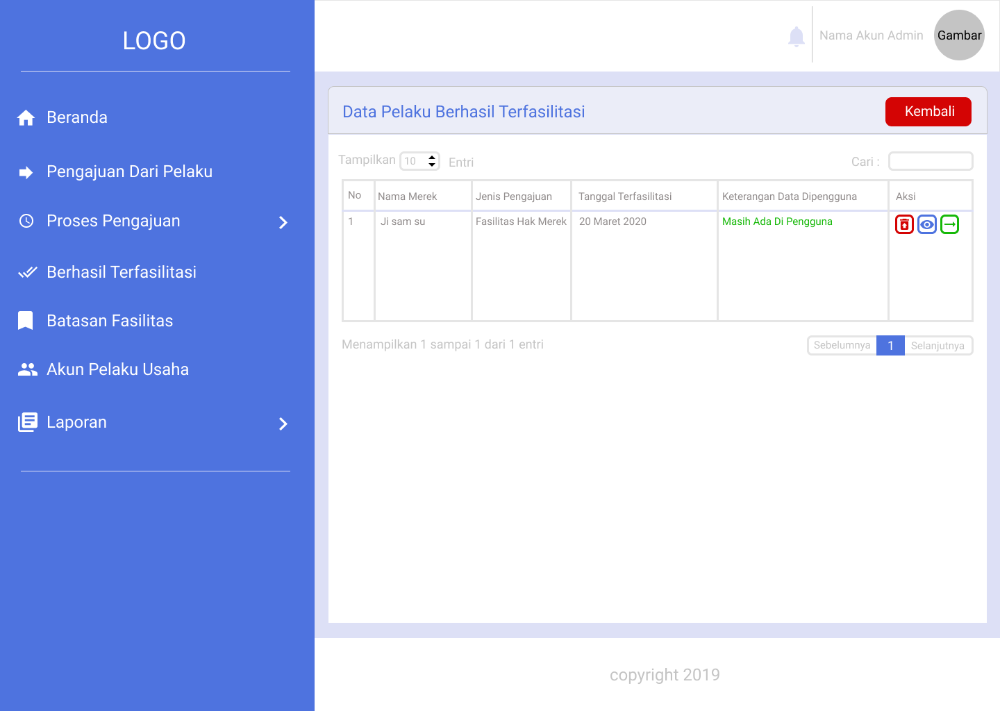 LOGO
Beranda
Pengajuan Dari Pelaku
Proses Pengajuan
Berhasil Terfasilitasi
Batasan Fasilitas
Akun Pelaku Usaha
Laporan
Nama Akun Admin
Gambar
Data Pelaku Berhasil Terfasilitasi
Kembali
Tampilkan 10 Entri
Cari :
No Nama Merek Jenis Pengajuan Tanggal Terfasilitasi Keterangan Data Dipengguna Aksi
1 Ji sam su Fasilitas Hak Merek 20 Maret 2020 Masih Ada Di Pengguna
Menampilkan 1 sampai 1 dari 1 entri
Sebelumnya 1 Selanjutnya
copyright 2019